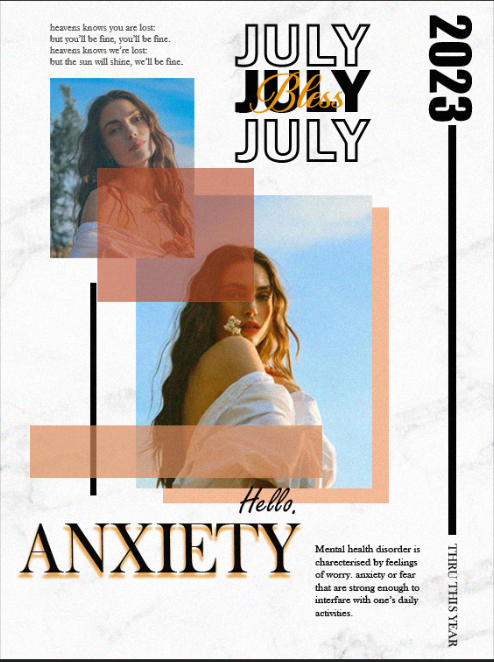 heavens knows you are lost:
but you'll be fine, you'll be fine.
heavens knows we're lost:
but the sun will shine, we'll be fine.
JULY
JULY
Bless
JULY
2023
Hello,
ANXIETY
Mental health disorder is
charecterised by feelings
of worry. anxiety or fear
that are strong enough to
interfere with one's daily
activities.
THRU THIS YEAR